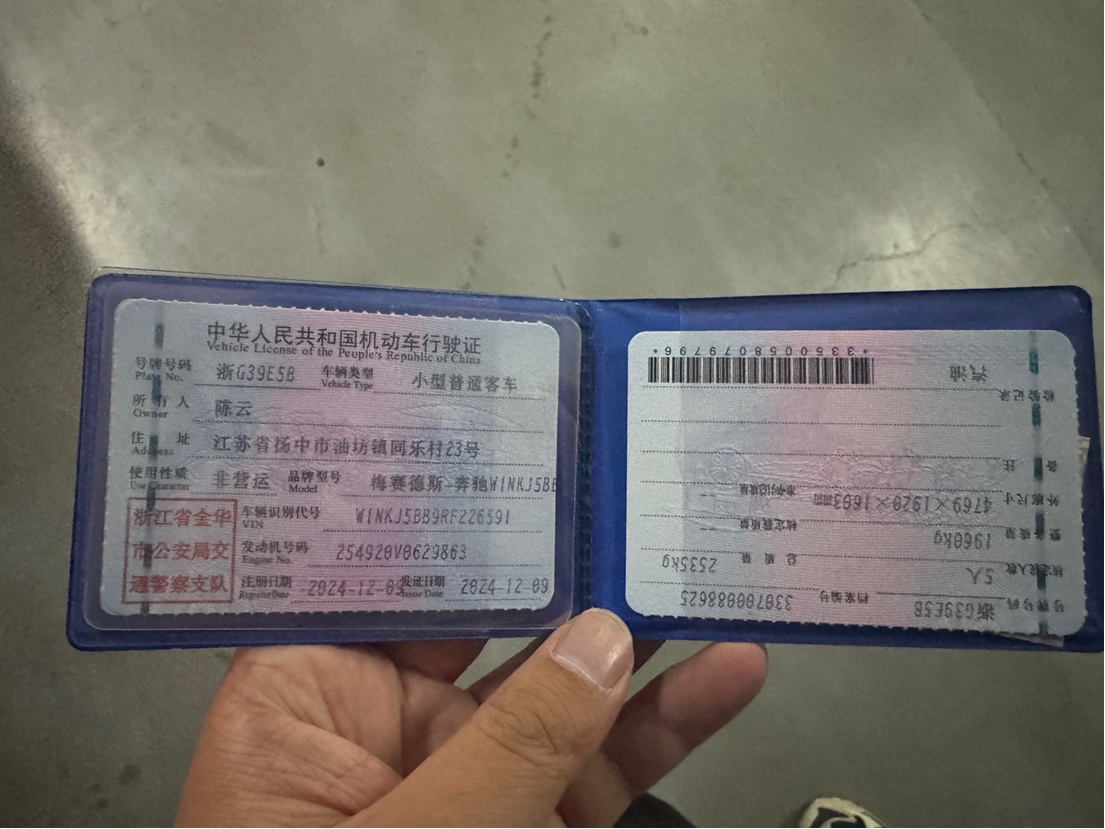 中华人民共和国机动车行驶证
Vehicle License of the People's Republic of China
号牌号码 Plate No. 浙G39E5B 车辆类型 Vehicle Type 小型普通客车
所有人 Owner 陈云
住址 Address 江苏省扬中市油坊镇同乐村23号
使用性质 Use Character 非营运 品牌型号 Model 梅赛德斯-奔驰W1NKJ5BB
浙江省金华市公安局交通警察支队
车辆识别代号 VIN W1NKJ5BB9RF226591
发动机号码 Engine No. 254920V0629863
注册日期 Register Date 2024-12-09 发证日期 Issue Date 2024-12-09
号牌号码 浙G39E5B 档案编号 330700088625
核定载人数 5人 总质量 2535kg
整备质量 1960kg 核定载质量 --
外廓尺寸 4769×1920×1603mm 准牵引总质量 --
备注
检验记录
汽油
*3350058079796*